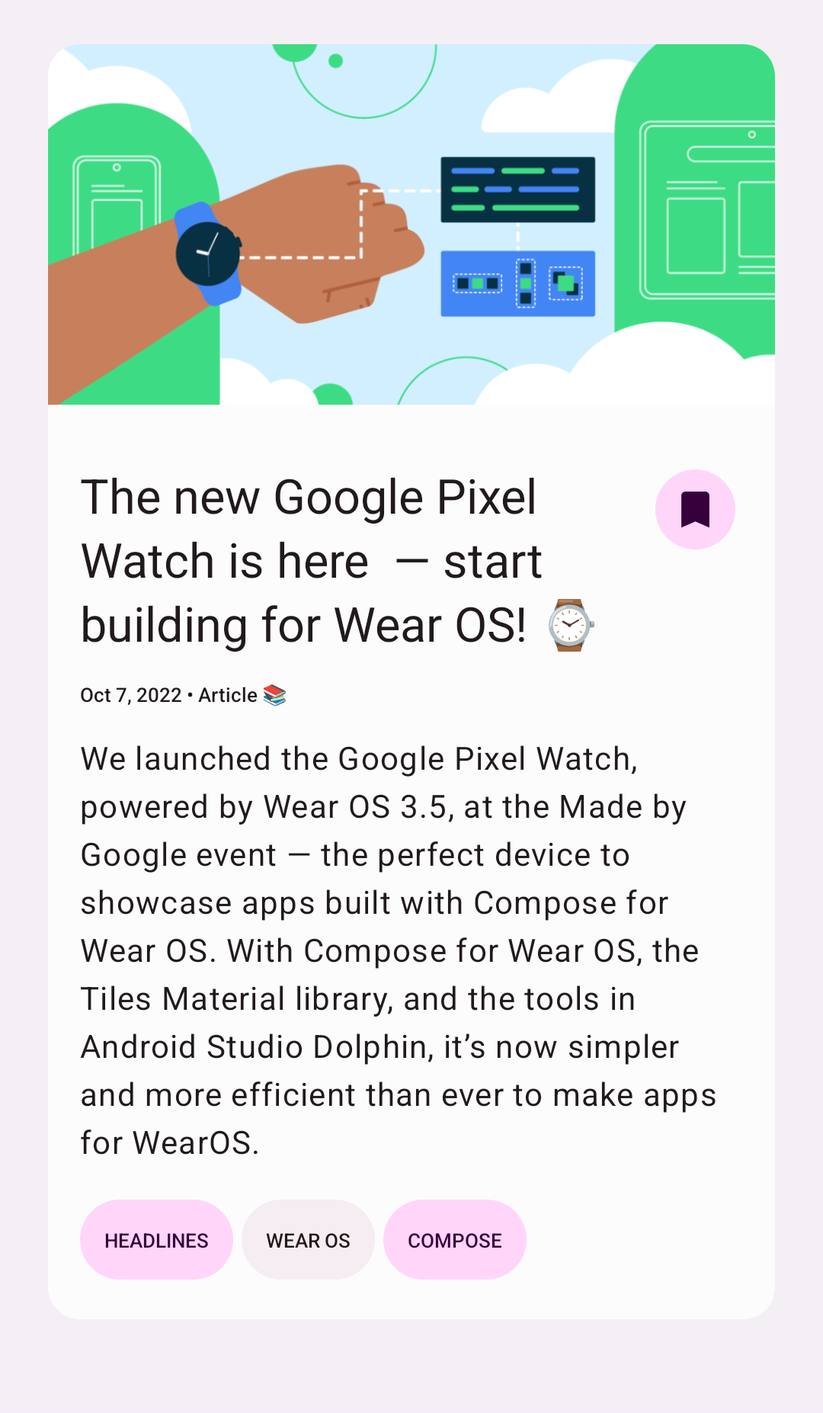 The new Google Pixel
Watch is here  — start
building for Wear OS! ⌚
Oct 7, 2022 • Article 📚
We launched the Google Pixel Watch,
powered by Wear OS 3.5, at the Made by
Google event — the perfect device to
showcase apps built with Compose for
Wear OS. With Compose for Wear OS, the
Tiles Material library, and the tools in
Android Studio Dolphin, it’s now simpler
and more efficient than ever to make apps
for WearOS.
HEADLINES WEAR OS COMPOSE